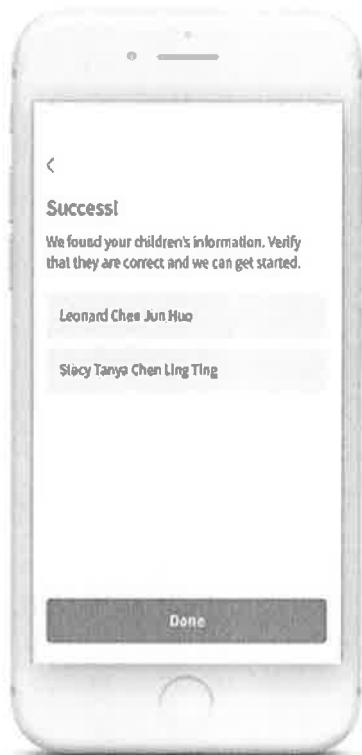 Success!
We found your children's information. Verify
that they are correct and we can get started.
Leonard Chen Jun Huo
Stacy Tanya Chen Ling Ting
Done